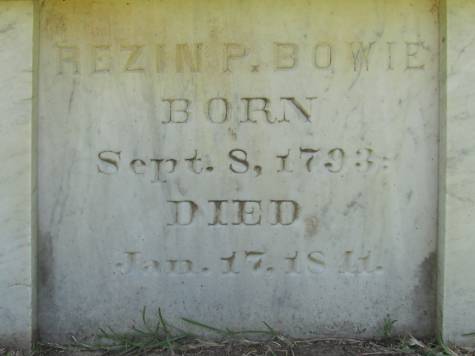 REZIN P. BOWIE
BORN
Sept. 8, 1793:
DIED
Jan. 17. 1841.